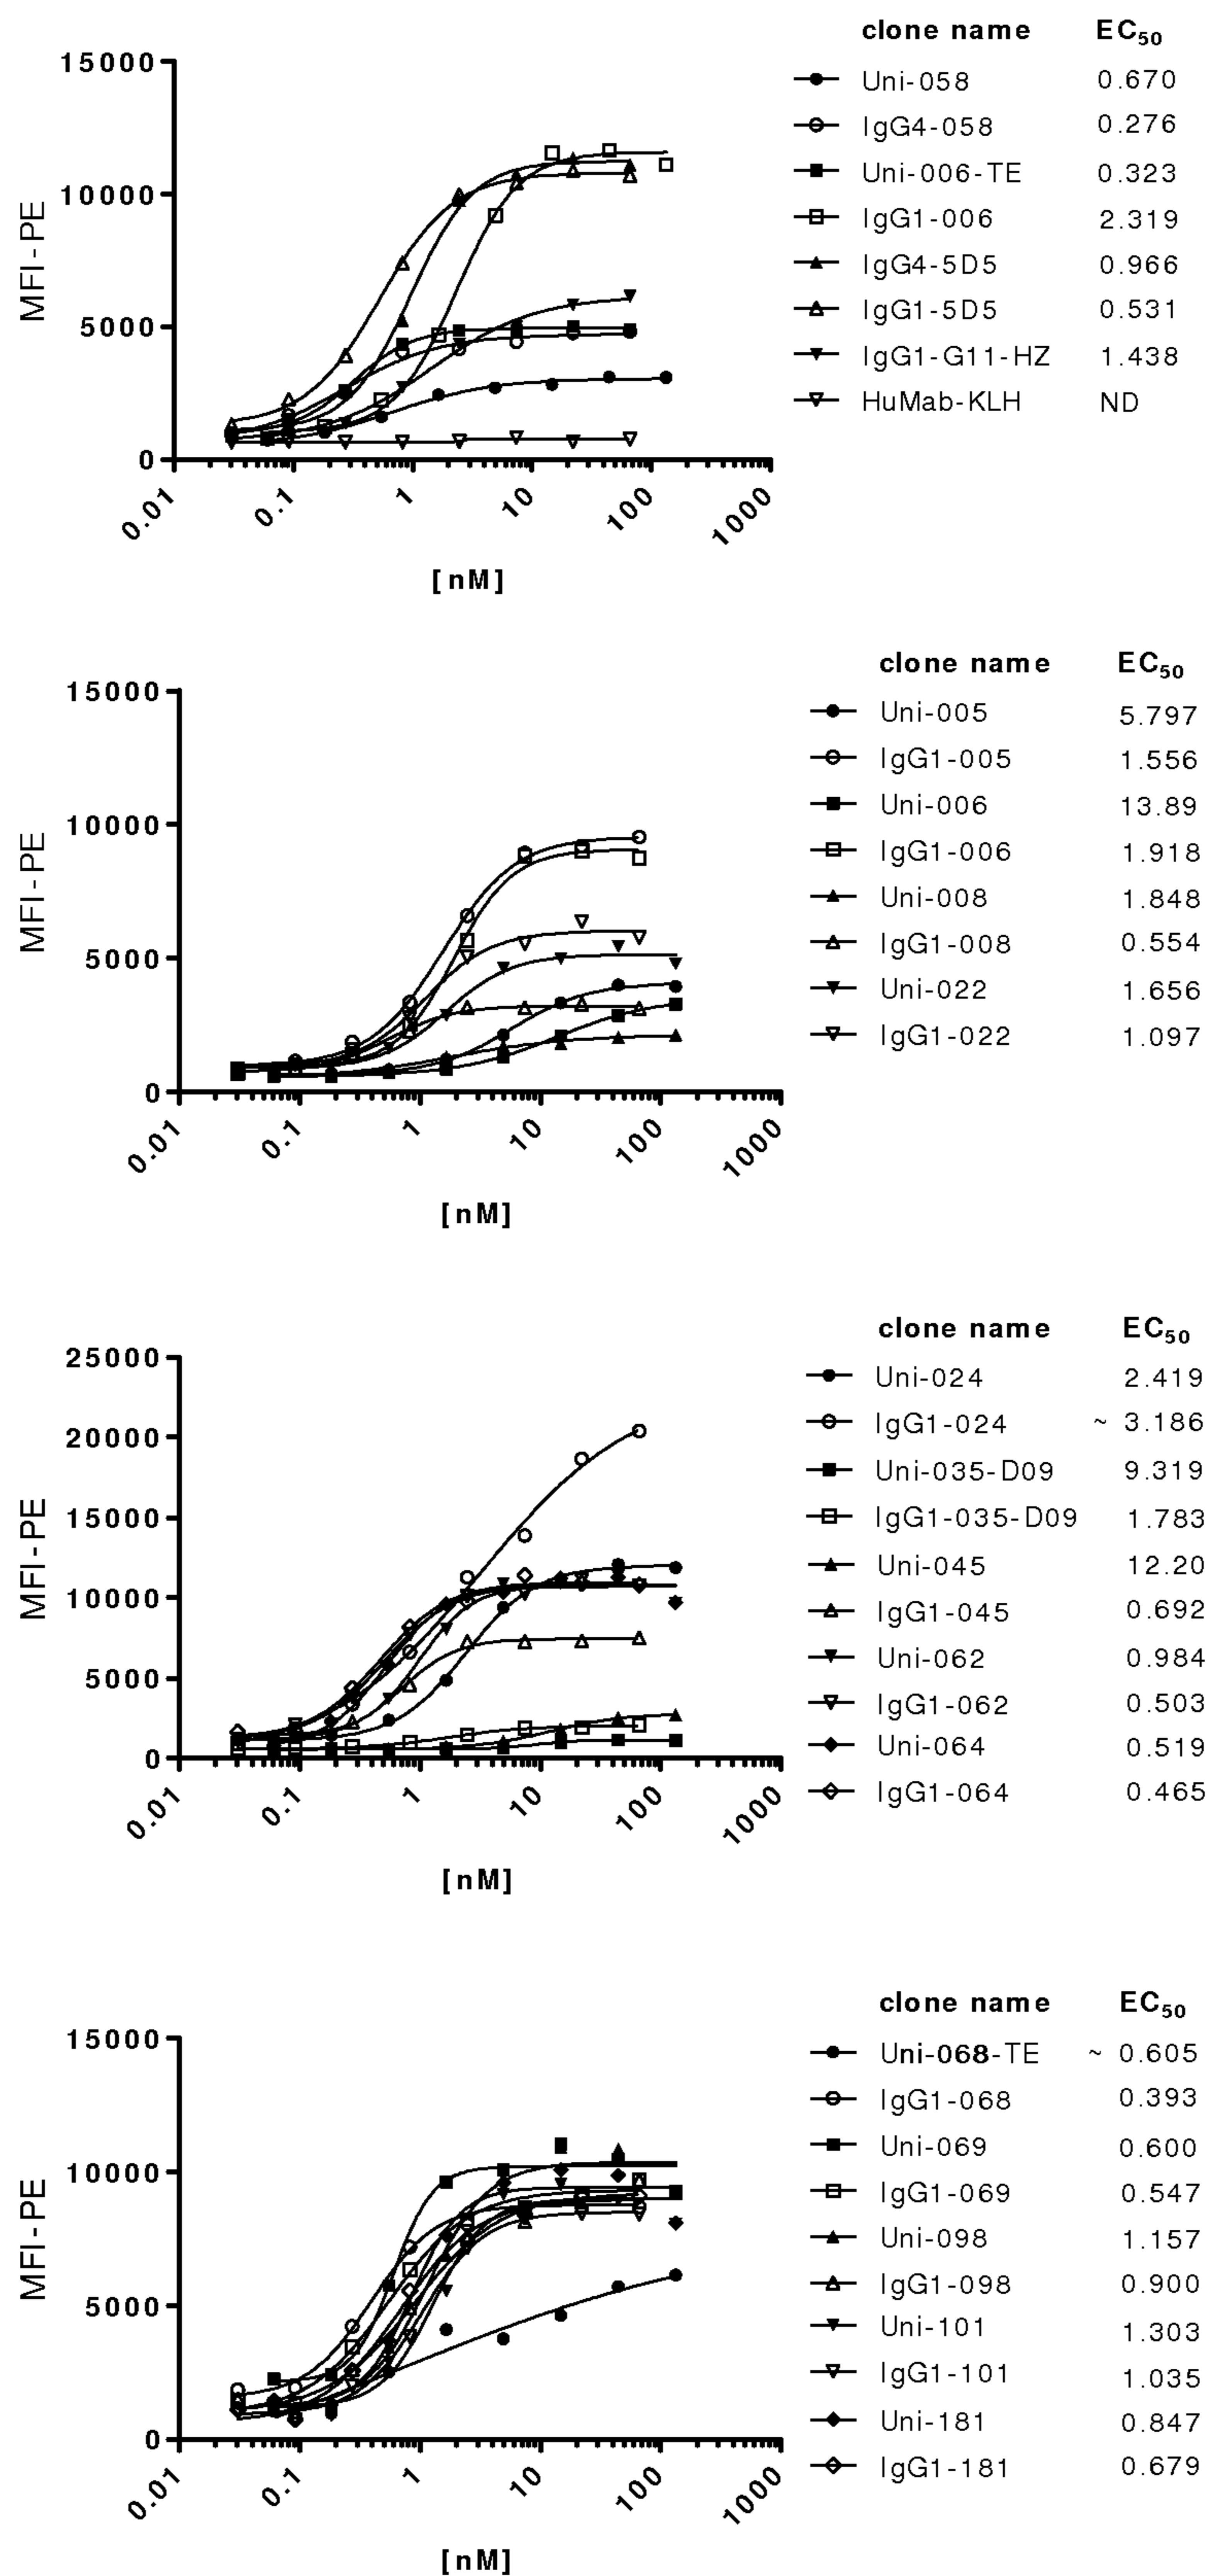 clone name EC50
15000
10000
5000
0
MFI-PE
Uni-058 0.670
IgG4-058 0.276
Uni-006-TE 0.323
IgG1-006 2.319
IgG4-5D5 0.966
IgG1-5D5 0.531
IgG1-G11-HZ 1.438
HuMab-KLH ND
0.01 0.1 1 10 100 1000
[nM]
clone name EC50
15000
10000
5000
0
MFI-PE
Uni-005 5.797
IgG1-005 1.556
Uni-006 13.89
IgG1-006 1.918
Uni-008 1.848
IgG1-008 0.554
Uni-022 1.656
IgG1-022 1.097
0.01 0.1 1 10 100 1000
[nM]
clone name EC50
25000
20000
15000
10000
5000
0
MFI-PE
Uni-024 2.419
IgG1-024 ~ 3.186
Uni-035-D09 9.319
IgG1-035-D09 1.783
Uni-045 12.20
IgG1-045 0.692
Uni-062 0.984
IgG1-062 0.503
Uni-064 0.519
IgG1-064 0.465
0.01 0.1 1 10 100 1000
[nM]
clone name EC50
15000
10000
5000
0
MFI-PE
Uni-068-TE ~ 0.605
IgG1-068 0.393
Uni-069 0.600
IgG1-069 0.547
Uni-098 1.157
IgG1-098 0.900
Uni-101 1.303
IgG1-101 1.035
Uni-181 0.847
IgG1-181 0.679
0.01 0.1 1 10 100 1000
[nM]